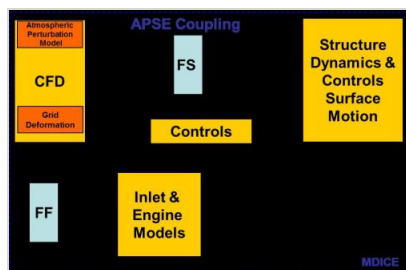 APSE Coupling
Atmospheric
Perturbation
Model
CFD
Grid
Deformation
FS
Controls
Structure
Dynamics &
Controls
Surface
Motion
FF
Inlet &
Engine
Models
MDICE